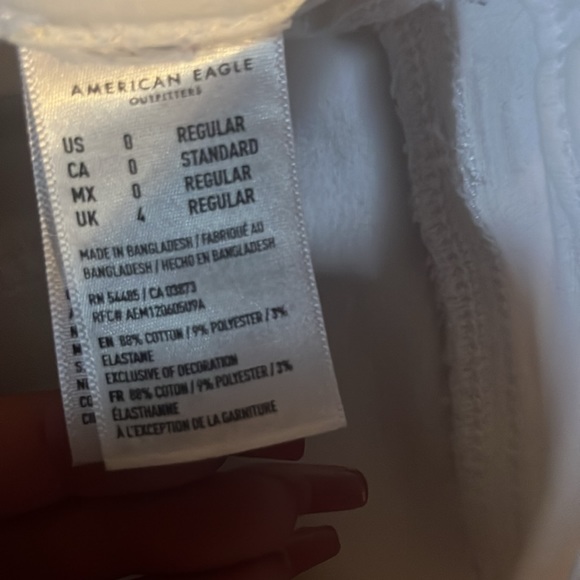 AMERICAN EAGLE
OUTFITTERS
US 0 REGULAR
CA 0 STANDARD
MX 0 REGULAR
UK 4 REGULAR
MADE IN BANGLADESH / FABRIQUÉ AU
BANGLADESH / HECHO EN BANGLADESH
RN 54485 / CA 03873
RFC# AEM120605D9A
EN 88% COTTON / 9% POLYESTER / 3%
ELASTANE
EXCLUSIVE OF DECORATION
FR 88% COTON / 9% POLYESTER / 3%
ÉLASTHANNE
À L'EXCEPTION DE LA GARNITURE